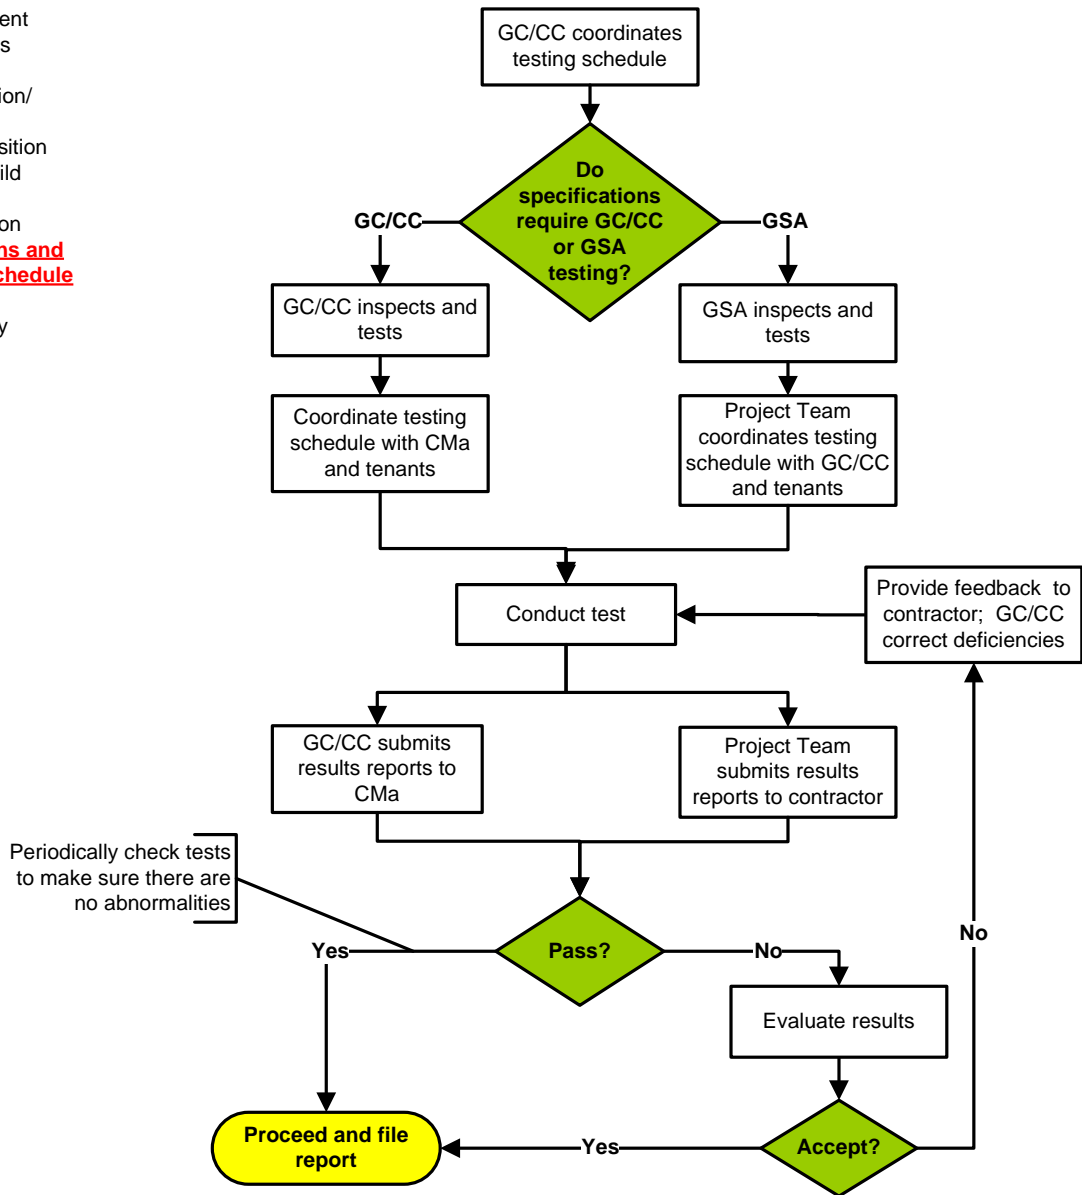 ent
s
ion/
sition
ild
on
ns and
chedule
y
GC/CC coordinates
testing schedule
Do
specifications
require GC/CC
or GSA
testing?
GC/CC
GSA
GC/CC inspects and
tests
GSA inspects and
tests
Coordinate testing
schedule with CMa
and tenants
Project Team
coordinates testing
schedule with GC/CC
and tenants
Conduct test
Provide feedback  to
contractor;  GC/CC
correct deficiencies
GC/CC submits
results reports to
CMa
Project Team
submits results
reports to contractor
Periodically check tests
to make sure there are
no abnormalities
Pass?
Yes
No
No
Evaluate results
Accept?
Yes
Proceed and file
report